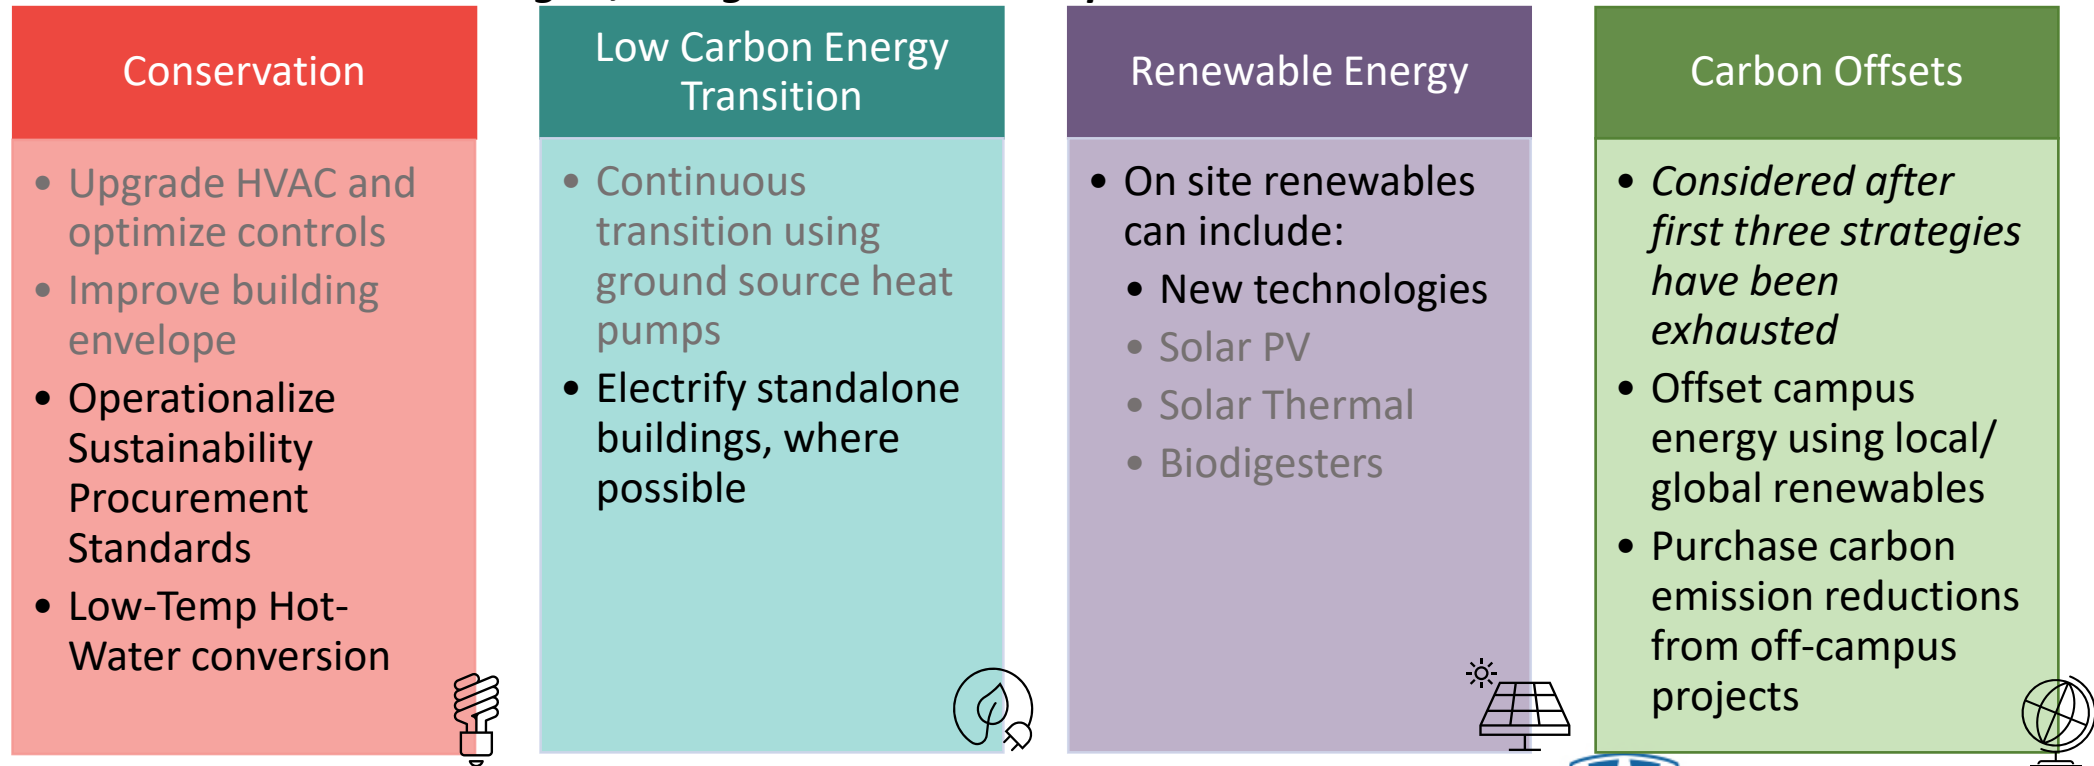 Conservation
• Upgrade HVAC and
optimize controls
• Improve building
envelope
• Operationalize
Sustainability
Procurement
Standards
• Low-Temp Hot-
Water conversion
Low Carbon Energy
Transition
• Continuous
transition using
ground source heat
pumps
• Electrify standalone
buildings, where
possible
Renewable Energy
• On site renewables
can include:
• New technologies
• Solar PV
• Solar Thermal
• Biodigesters
Carbon Offsets
• Considered after
first three strategies
have been
exhausted
• Offset campus
energy using local/
global renewables
• Purchase carbon
emission reductions
from off-campus
projects